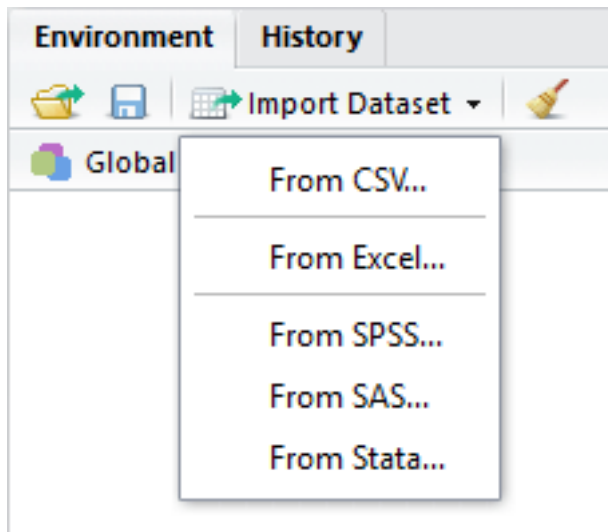 Environment History
Import Dataset
Global
From CSV...
From Excel...
From SPSS...
From SAS...
From Stata...